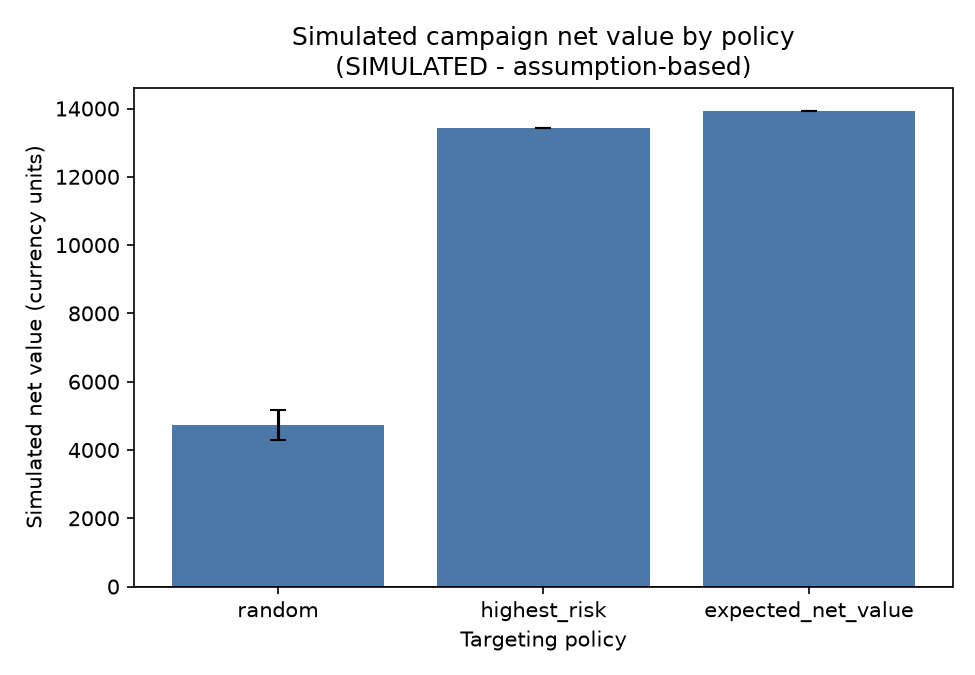 Simulated campaign net value by policy
(SIMULATED - assumption-based)
Simulated net value (currency units)
14000
12000
10000
8000
6000
4000
2000
0
random
highest_risk
expected_net_value
Targeting policy